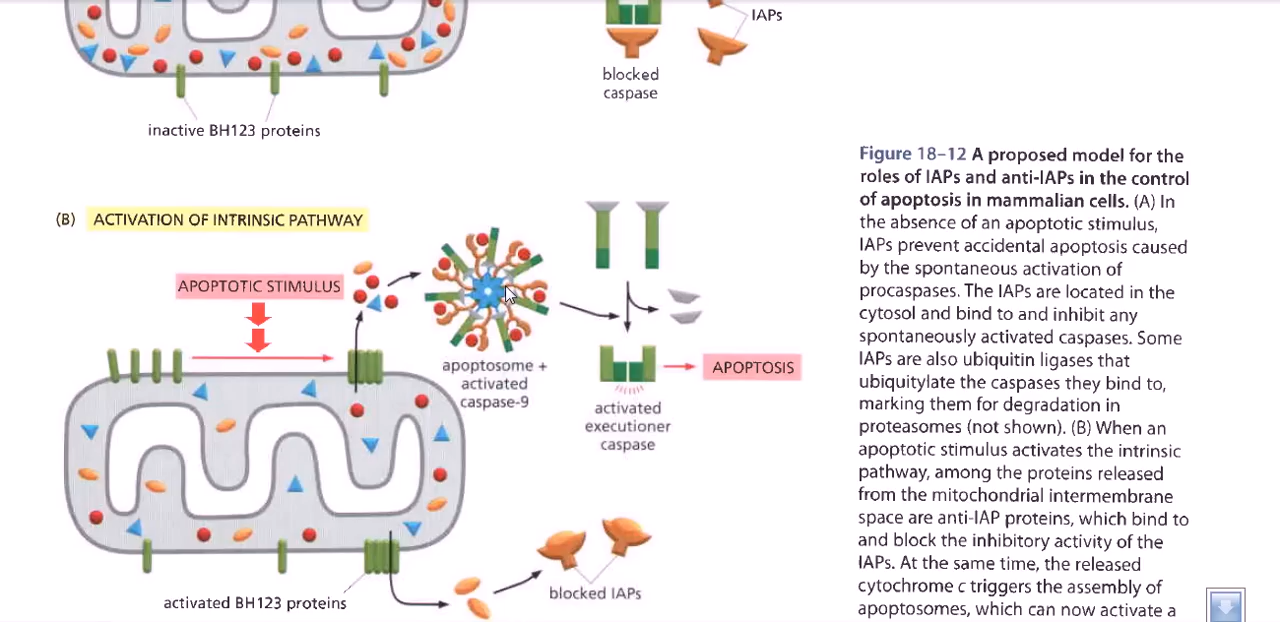 IAPs
blocked
caspase
inactive BH123 proteins
(B) ACTIVATION OF INTRINSIC PATHWAY
APOPTOTIC STIMULUS
apoptosome +
activated
caspase-9
activated
executioner
caspase
APOPTOSIS
activated BH123 proteins
blocked IAPs
Figure 18–12 A proposed model for the
roles of IAPs and anti-IAPs in the control
of apoptosis in mammalian cells. (A) In
the absence of an apoptotic stimulus,
IAPs prevent accidental apoptosis caused
by the spontaneous activation of
procaspases. The IAPs are located in the
cytosol and bind to and inhibit any
spontaneously activated caspases. Some
IAPs are also ubiquitin ligases that
ubiquitylate the caspases they bind to,
marking them for degradation in
proteasomes (not shown). (B) When an
apoptotic stimulus activates the intrinsic
pathway, among the proteins released
from the mitochondrial intermembrane
space are anti-IAP proteins, which bind to
and block the inhibitory activity of the
IAPs. At the same time, the released
cytochrome c triggers the assembly of
apoptosomes, which can now activate a